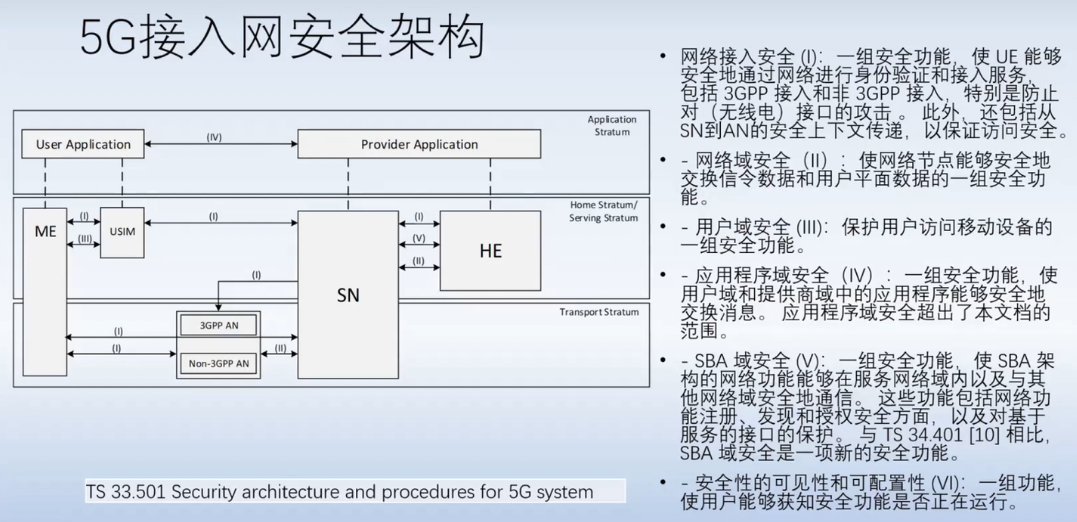 5G接入网安全架构
Application
Stratum
User Application
(IV)
Provider Application
Home Stratum/
Serving Stratum
ME
(I)
USIM
(I)
(I)
(III)
(V)
HE
(II)
(I)
SN
Transport Stratum
3GPP AN
(I)
(I)
(II)
Non-3GPP AN
TS 33.501 Security architecture and procedures for 5G system
• 网络接入安全 (I)：一组安全功能，使 UE 能够
安全地通过网络进行身份验证和接入服务，
包括 3GPP 接入和非 3GPP 接入，特别是防止
对（无线电）接口的攻击 。 此外，还包括从
SN到AN的安全上下文传递，以保证访问安全。
• - 网络域安全（II）：使网络节点能够安全地
交换信令数据和用户平面数据的一组安全功
能。
• - 用户域安全 (III)：保护用户访问移动设备的
一组安全功能。
• - 应用程序域安全（IV）：一组安全功能，使
用户域和提供商域中的应用程序能够安全地
交换消息。 应用程序域安全超出了本文档的
范围。
• - SBA 域安全 (V)：一组安全功能，使 SBA 架
构的网络功能能够在服务网络域内以及与其
他网络域安全地通信。 这些功能包括网络功
能注册、发现和授权安全方面，以及对基于
服务的接口的保护。 与 TS 34.401 [10] 相比，
SBA 域安全是一项新的安全功能。
• - 安全性的可见性和可配置性 (VI)：一组功能，
使用户能够获知安全功能是否正在运行。